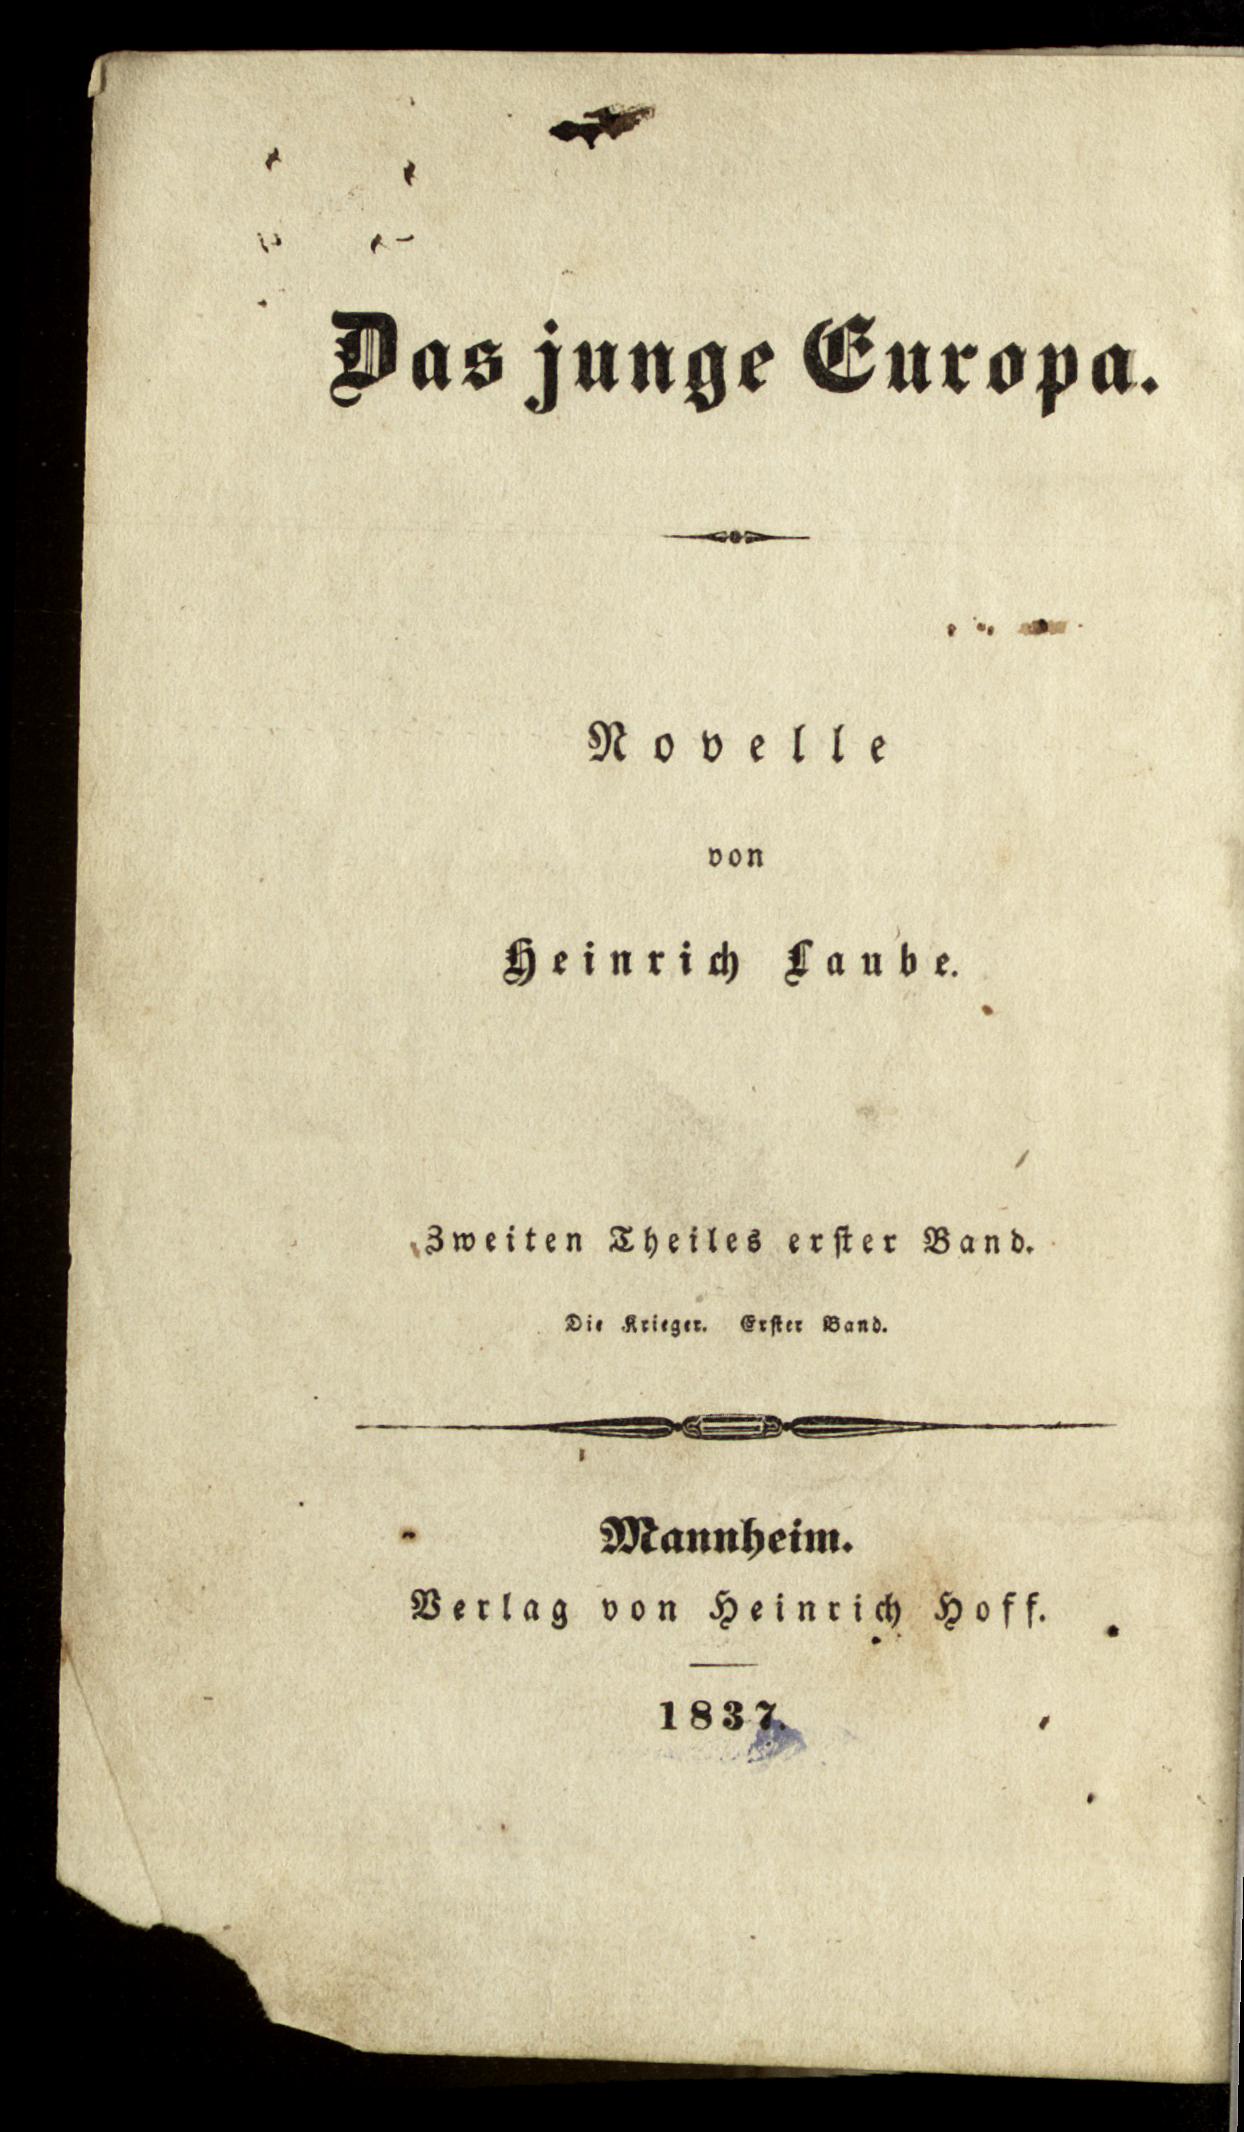 Das junge Europa.
Novelle
von
Heinrich Laube.
Zweiten Theiles erſter Band.
Die Krieger. Erſter Band.
Mannheim.
Verlag von Heinrich Hoff.
1837.